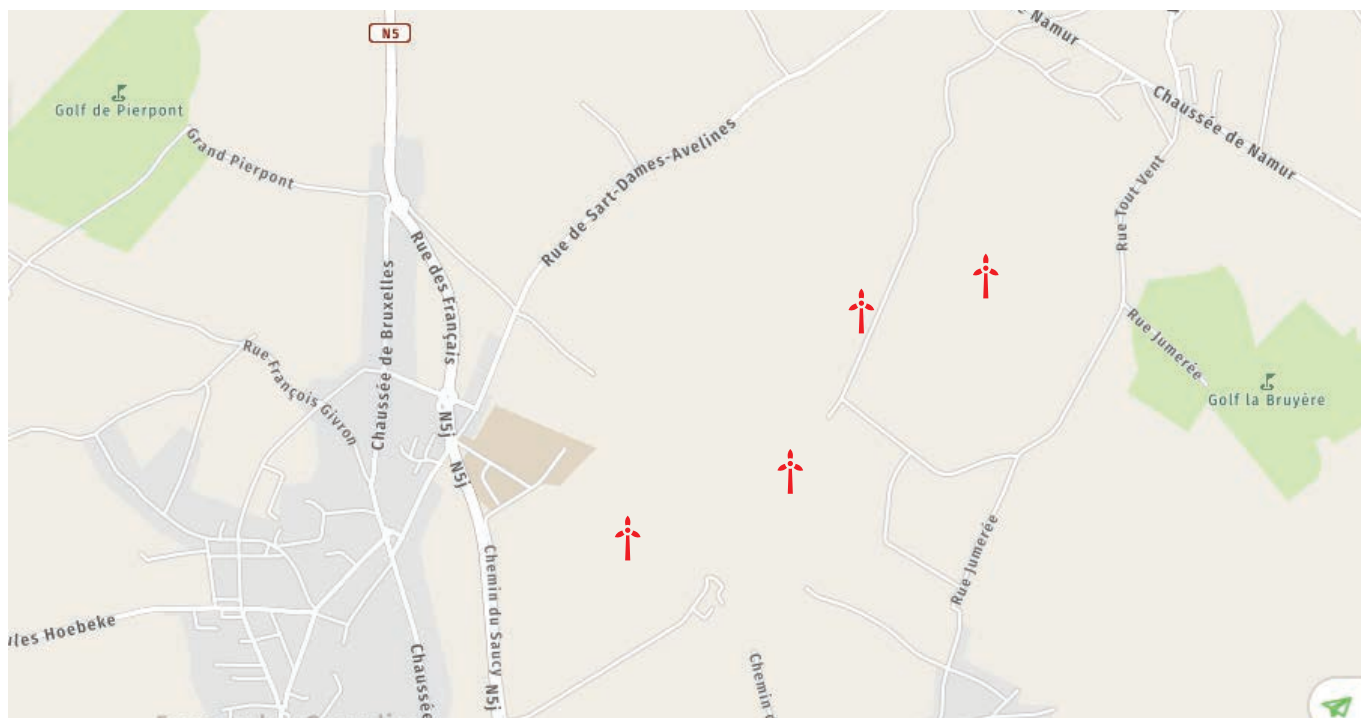 N5
Namur
Golf de Pierpont
Chaussée de Namur
Grand Pierpont
Rue de Sart-Dames-Avelines
Rue Tout Vent
Rue des Français
Chaussée de Bruxelles
Rue Jumerée
Rue François Givron
Golf la Bruyère
N5j
N5j
Rue Jumerée
Chemin du Saucy
Hoebeke
Chaussée
Chemin
N5j